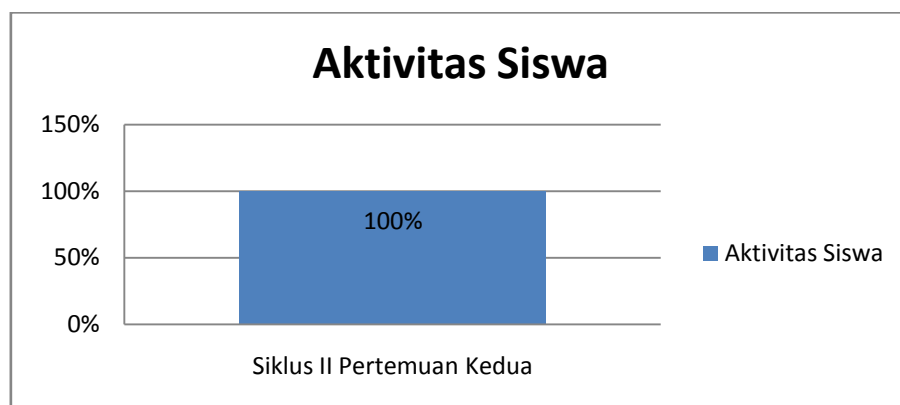 Aktivitas Siswa
150%
100%
50%
0%
100%
Aktivitas Siswa
Siklus II Pertemuan Kedua